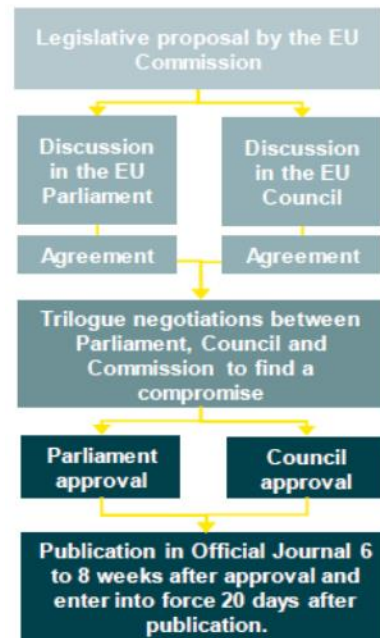 Legislative proposal by the EU
Commission
Discussion
in the EU
Parliament
Discussion
in the EU
Council
Agreement
Agreement
Trilogue negotiations between
Parliament, Council and
Commission to find a
compromise
Parliament
approval
Council
approval
Publication in Official Journal 6
to 8 weeks after approval and
enter into force 20 days after
publication.